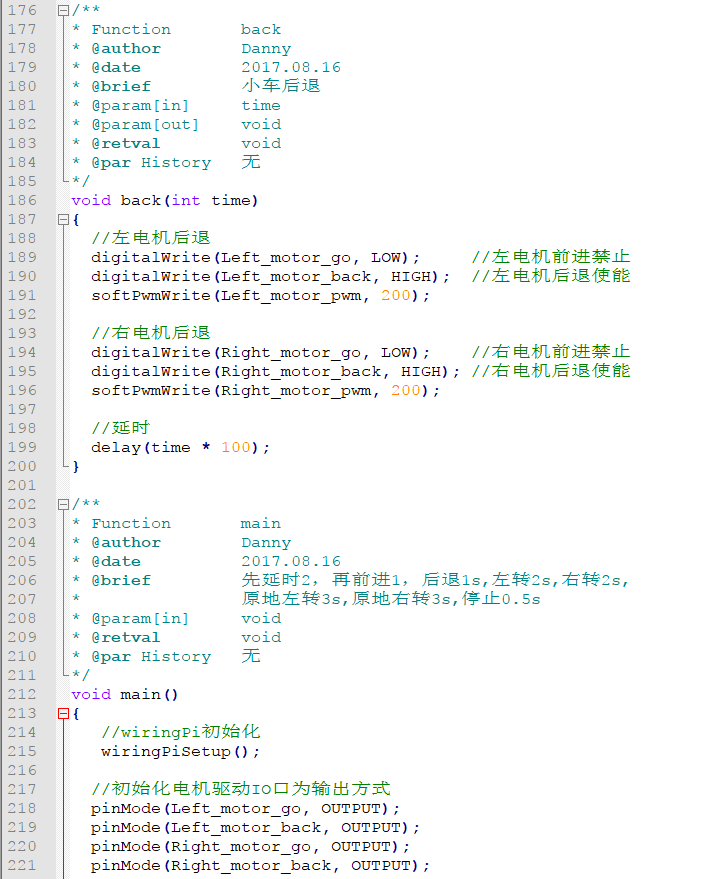 176 /**
177 * Function       back
178 * @author        Danny
179 * @date          2017.08.16
180 * @brief         小车后退
181 * @param[in]     time
182 * @param[out]    void
183 * @retval        void
184 * @par History   无
185 */
186 void back(int time)
187 {
188   //左电机后退
189   digitalWrite(Left_motor_go, LOW);     //左电机前进禁止
190   digitalWrite(Left_motor_back, HIGH);  //左电机后退使能
191   softPwmWrite(Left_motor_pwm, 200);
192
193   //右电机后退
194   digitalWrite(Right_motor_go, LOW);    //右电机前进禁止
195   digitalWrite(Right_motor_back, HIGH); //右电机后退使能
196   softPwmWrite(Right_motor_pwm, 200);
197
198   //延时
199   delay(time * 100);
200 }
201
202 /**
203 * Function       main
204 * @author        Danny
205 * @date          2017.08.16
206 * @brief         先延时2，再前进1，后退1s,左转2s,右转2s,
207 *                原地左转3s,原地右转3s,停止0.5s
208 * @param[in]     void
209 * @retval        void
210 * @par History   无
211 */
212 void main()
213 {
214    //wiringPi初始化
215    wiringPiSetup();
216
217   //初始化电机驱动IO口为输出方式
218   pinMode(Left_motor_go, OUTPUT);
219   pinMode(Left_motor_back, OUTPUT);
220   pinMode(Right_motor_go, OUTPUT);
221   pinMode(Right_motor_back, OUTPUT);